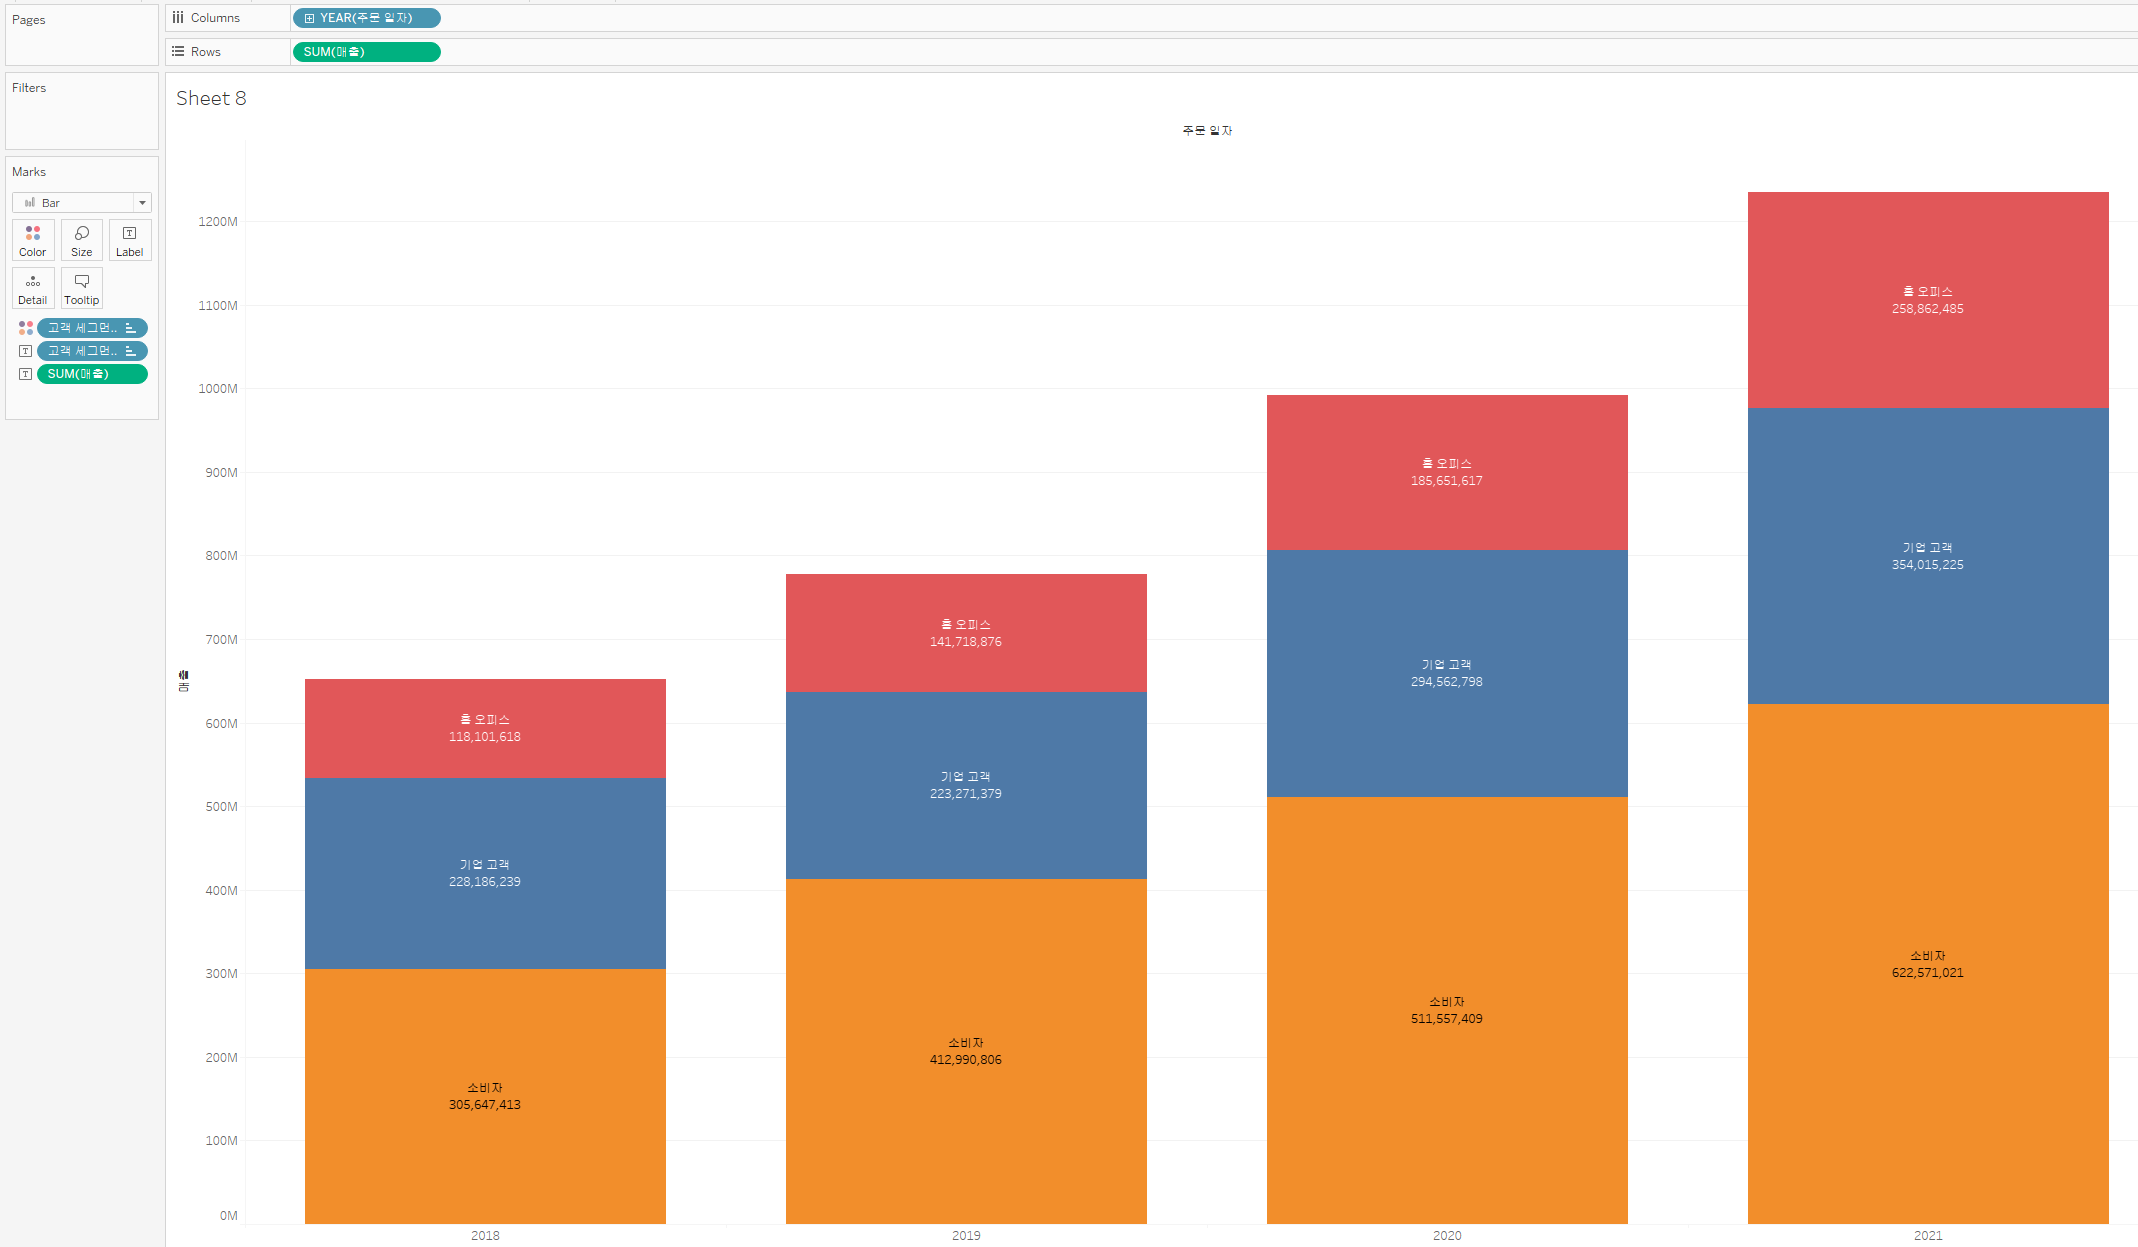 Pages
Columns
YEAR(주문 일자)
Rows
SUM(매출)
Filters
Sheet 8
주문 일자
Marks
Bar
Color
Size
Label
Detail
Tooltip
고객 세그먼..
고객 세그먼..
SUM(매출)
매출
1200M
1100M
1000M
900M
800M
700M
600M
500M
400M
300M
200M
100M
0M
홈 오피스
118,101,618
기업 고객
228,186,239
소비자
305,647,413
홈 오피스
141,718,876
기업 고객
223,271,379
소비자
412,990,806
홈 오피스
185,651,617
기업 고객
294,562,798
소비자
511,557,409
홈 오피스
258,862,485
기업 고객
354,015,225
소비자
622,571,021
2018
2019
2020
2021